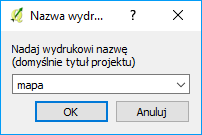 Nazwa wydr...
Nadaj wydrukowi nazwę
(domyślnie tytuł projektu)
mapa
OK
Anuluj